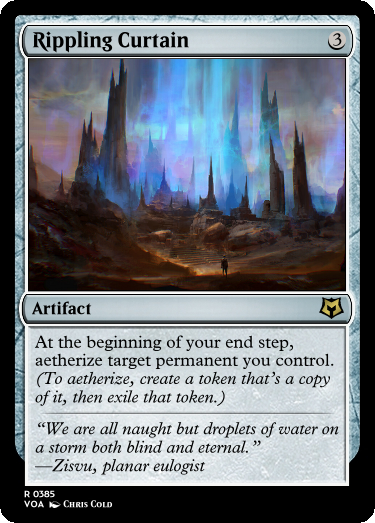 Rippling Curtain 3
Artifact
At the beginning of your end step,
aetherize target permanent you control.
(To aetherize, create a token that's a copy
of it, then exile that token.)
“We are all naught but droplets of water on
a storm both blind and eternal.”
—Zisvu, planar eulogist
R 0385
VOA Chris Cold